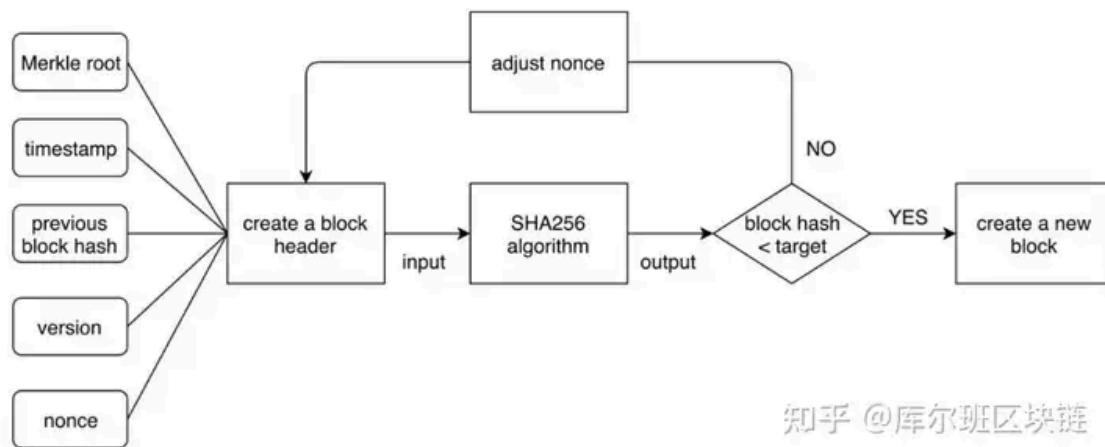 Merkle root
timestamp
previous
block hash
version
nonce
create a block
header
input
SHA256
algorithm
output
adjust nonce
block hash
< target
NO
YES
create a new
block
知乎 @库尔班区块链